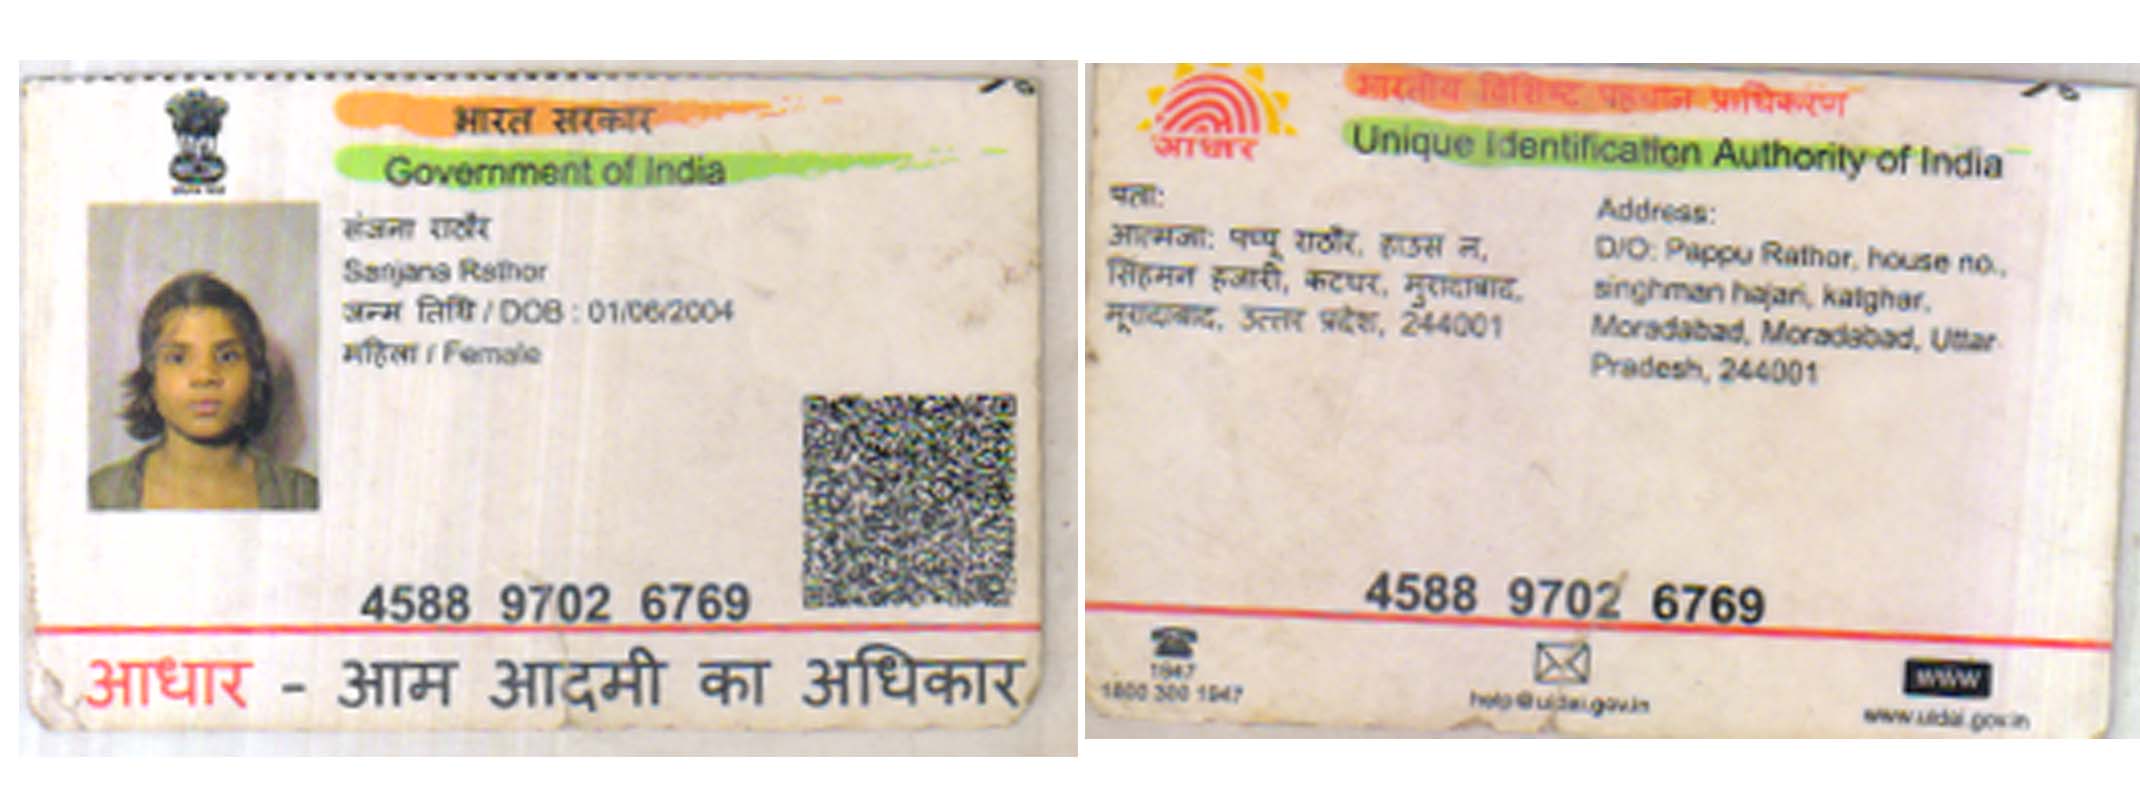 भारत सरकार
Government of India
संजना राठौर
Sanjana Rathor
जन्म तिथि / DOB : 01/06/2004
महिला / Female
4588 9702 6769
आधार - आम आदमी का अधिकार
भारतीय विशिष्ट पहचान प्राधिकरण
आधार
Unique Identification Authority of India
पता:
आत्मजा: पप्पू राठौर, हाउस न,
सिंहमन हजारी, कटघर, मुरादाबाद,
मूरादाबाद, उत्तर प्रदेश, 244001
Address:
D/O: Pappu Rathor, house no.,
singhman hajari, katghar,
Moradabad, Moradabad, Uttar
Pradesh, 244001
4588 9702 6769
1947
1800 300 1947
help@uidai.gov.in
www
www.uidai.gov.in